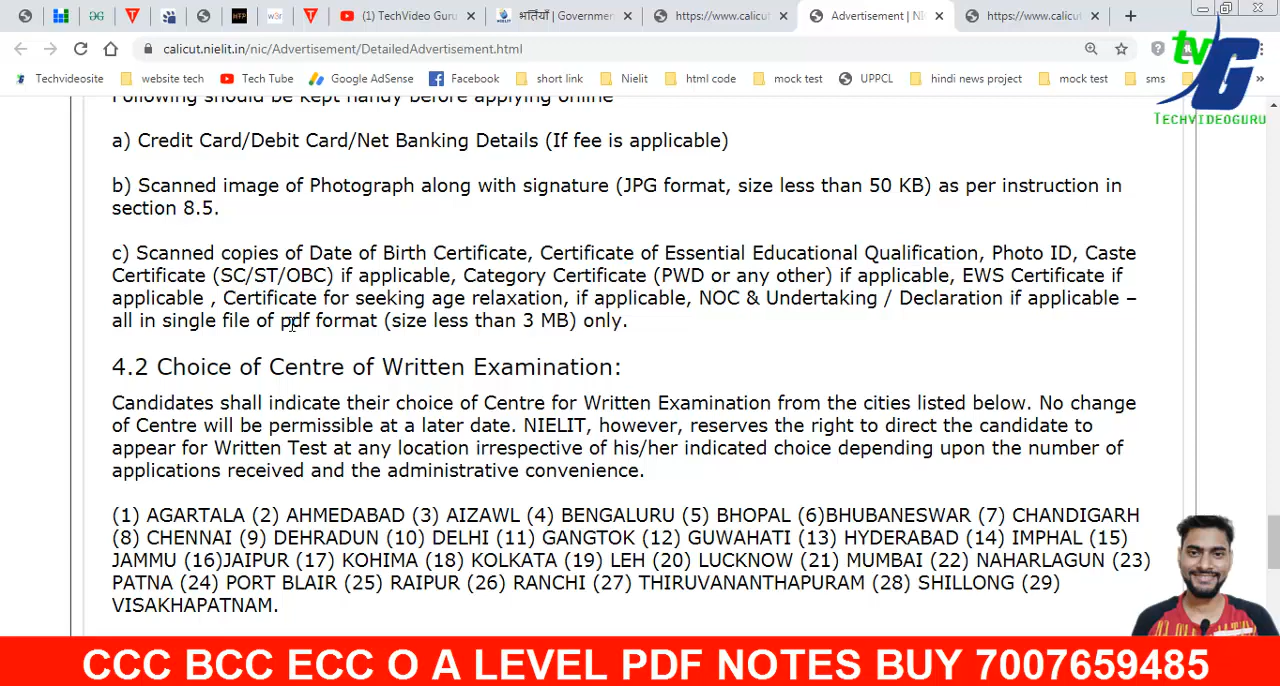 (1) TechVideo Gu
भर्तियाँ | Governmen
https://www.calicut
Advertisement | NI
https://www.calicut
calicut.nielit.in/nic/Advertisement/DetailedAdvertisement.html
Techvideosite website tech Tech Tube Google AdSense Facebook short link Nielit html code mock test UPPCL hindi news project mock test sms »
tvG
TECHVIDEOGURU
Following should be kept handy before applying online
a) Credit Card/Debit Card/Net Banking Details (If fee is applicable)
b) Scanned image of Photograph along with signature (JPG format, size less than 50 KB) as per instruction in
section 8.5.
c) Scanned copies of Date of Birth Certificate, Certificate of Essential Educational Qualification, Photo ID, Caste
Certificate (SC/ST/OBC) if applicable, Category Certificate (PWD or any other) if applicable, EWS Certificate if
applicable , Certificate for seeking age relaxation, if applicable, NOC & Undertaking / Declaration if applicable –
all in single file of pdf format (size less than 3 MB) only.
4.2 Choice of Centre of Written Examination:
Candidates shall indicate their choice of Centre for Written Examination from the cities listed below. No change
of Centre will be permissible at a later date. NIELIT, however, reserves the right to direct the candidate to
appear for Written Test at any location irrespective of his/her indicated choice depending upon the number of
applications received and the administrative convenience.
(1) AGARTALA (2) AHMEDABAD (3) AIZAWL (4) BENGALURU (5) BHOPAL (6)BHUBANESWAR (7) CHANDIGARH
(8) CHENNAI (9) DEHRADUN (10) DELHI (11) GANGTOK (12) GUWAHATI (13) HYDERABAD (14) IMPHAL (15)
JAMMU (16)JAIPUR (17) KOHIMA (18) KOLKATA (19) LEH (20) LUCKNOW (21) MUMBAI (22) NAHARLAGUN (23)
PATNA (24) PORT BLAIR (25) RAIPUR (26) RANCHI (27) THIRUVANANTHAPURAM (28) SHILLONG (29)
VISAKHAPATNAM.
CCC BCC ECC O A LEVEL PDF NOTES BUY 7007659485